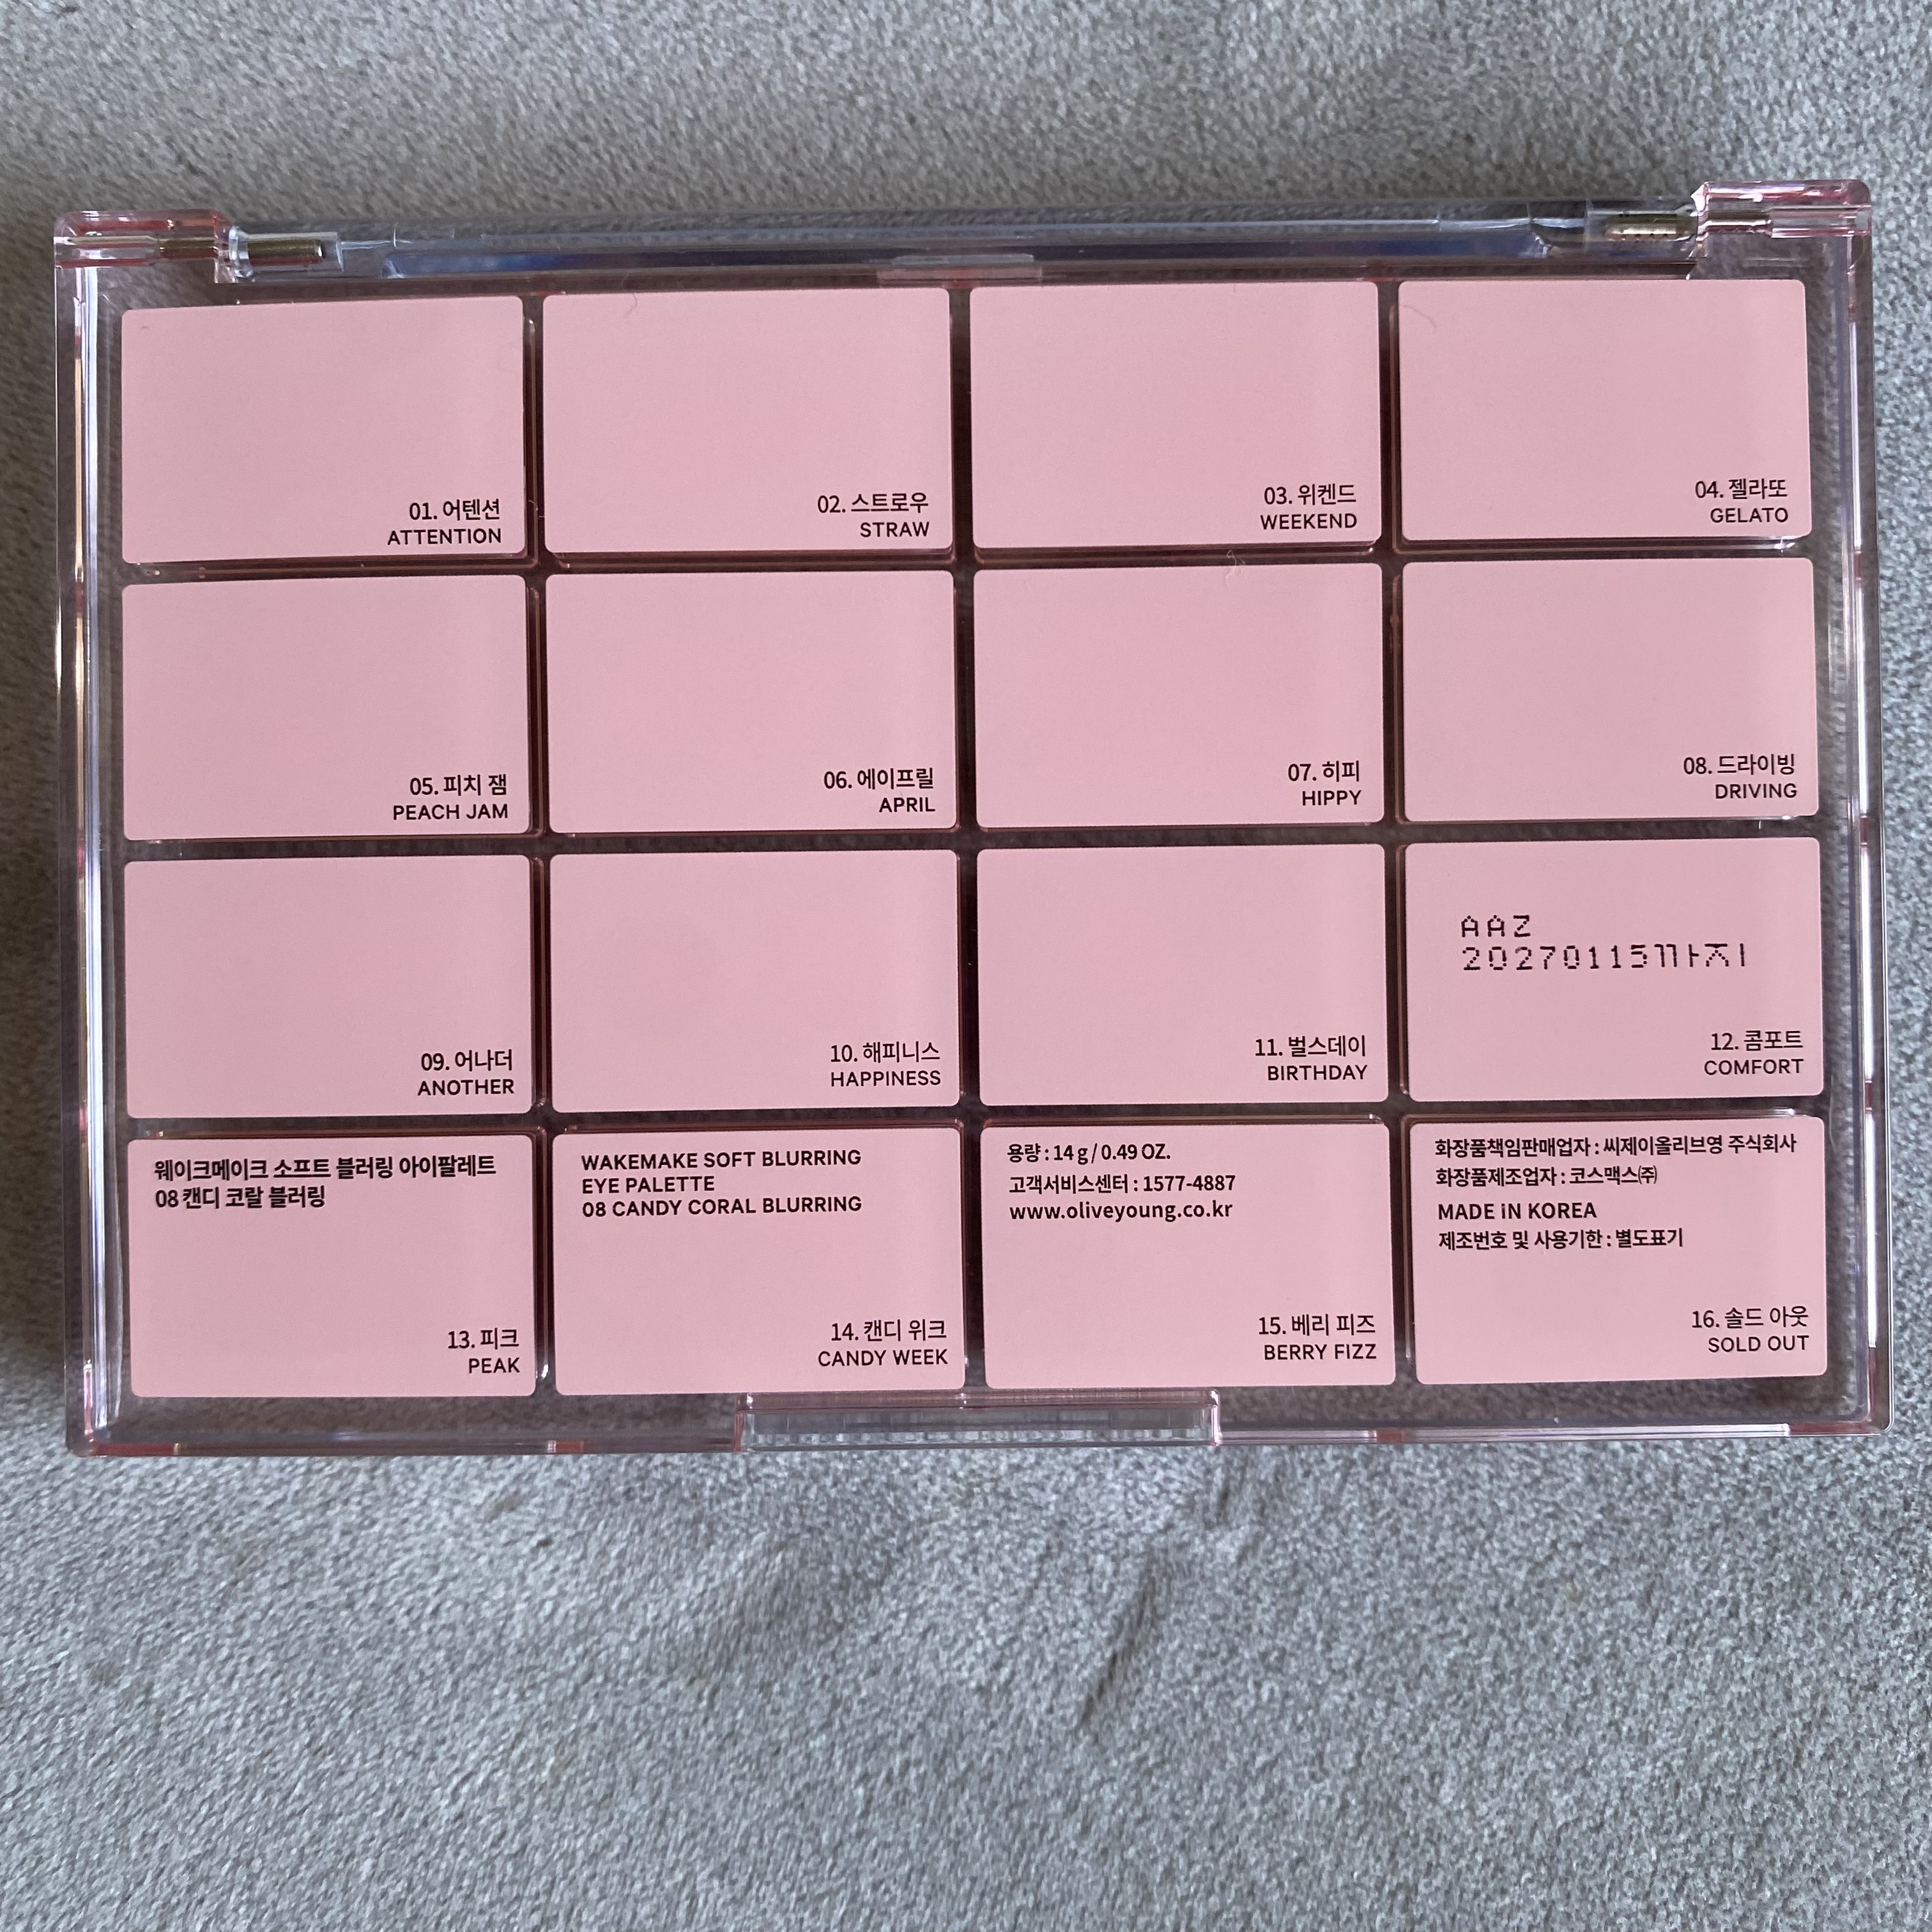 01. 어텐션
ATTENTION
02. 스트로우
STRAW
03. 위켄드
WEEKEND
04. 젤라또
GELATO
05. 피치 잼
PEACH JAM
06. 에이프릴
APRIL
07. 히피
HIPPY
08. 드라이빙
DRIVING
09. 어나더
ANOTHER
10. 해피니스
HAPPINESS
11. 벌스데이
BIRTHDAY
AAZ
20270115까지
12. 콤포트
COMFORT
웨이크메이크 소프트 블러링 아이팔레트
08 캔디 코랄 블러링
13. 피크
PEAK
WAKEMAKE SOFT BLURRING
EYE PALETTE
08 CANDY CORAL BLURRING
14. 캔디 위크
CANDY WEEK
용량 : 14 g / 0.49 OZ.
고객서비스센터 : 1577-4887
www.oliveyoung.co.kr
15. 베리 피즈
BERRY FIZZ
화장품책임판매업자 : 씨제이올리브영 주식회사
화장품제조업자 : 코스맥스㈜
MADE iN KOREA
제조번호 및 사용기한 : 별도표기
16. 솔드 아웃
SOLD OUT